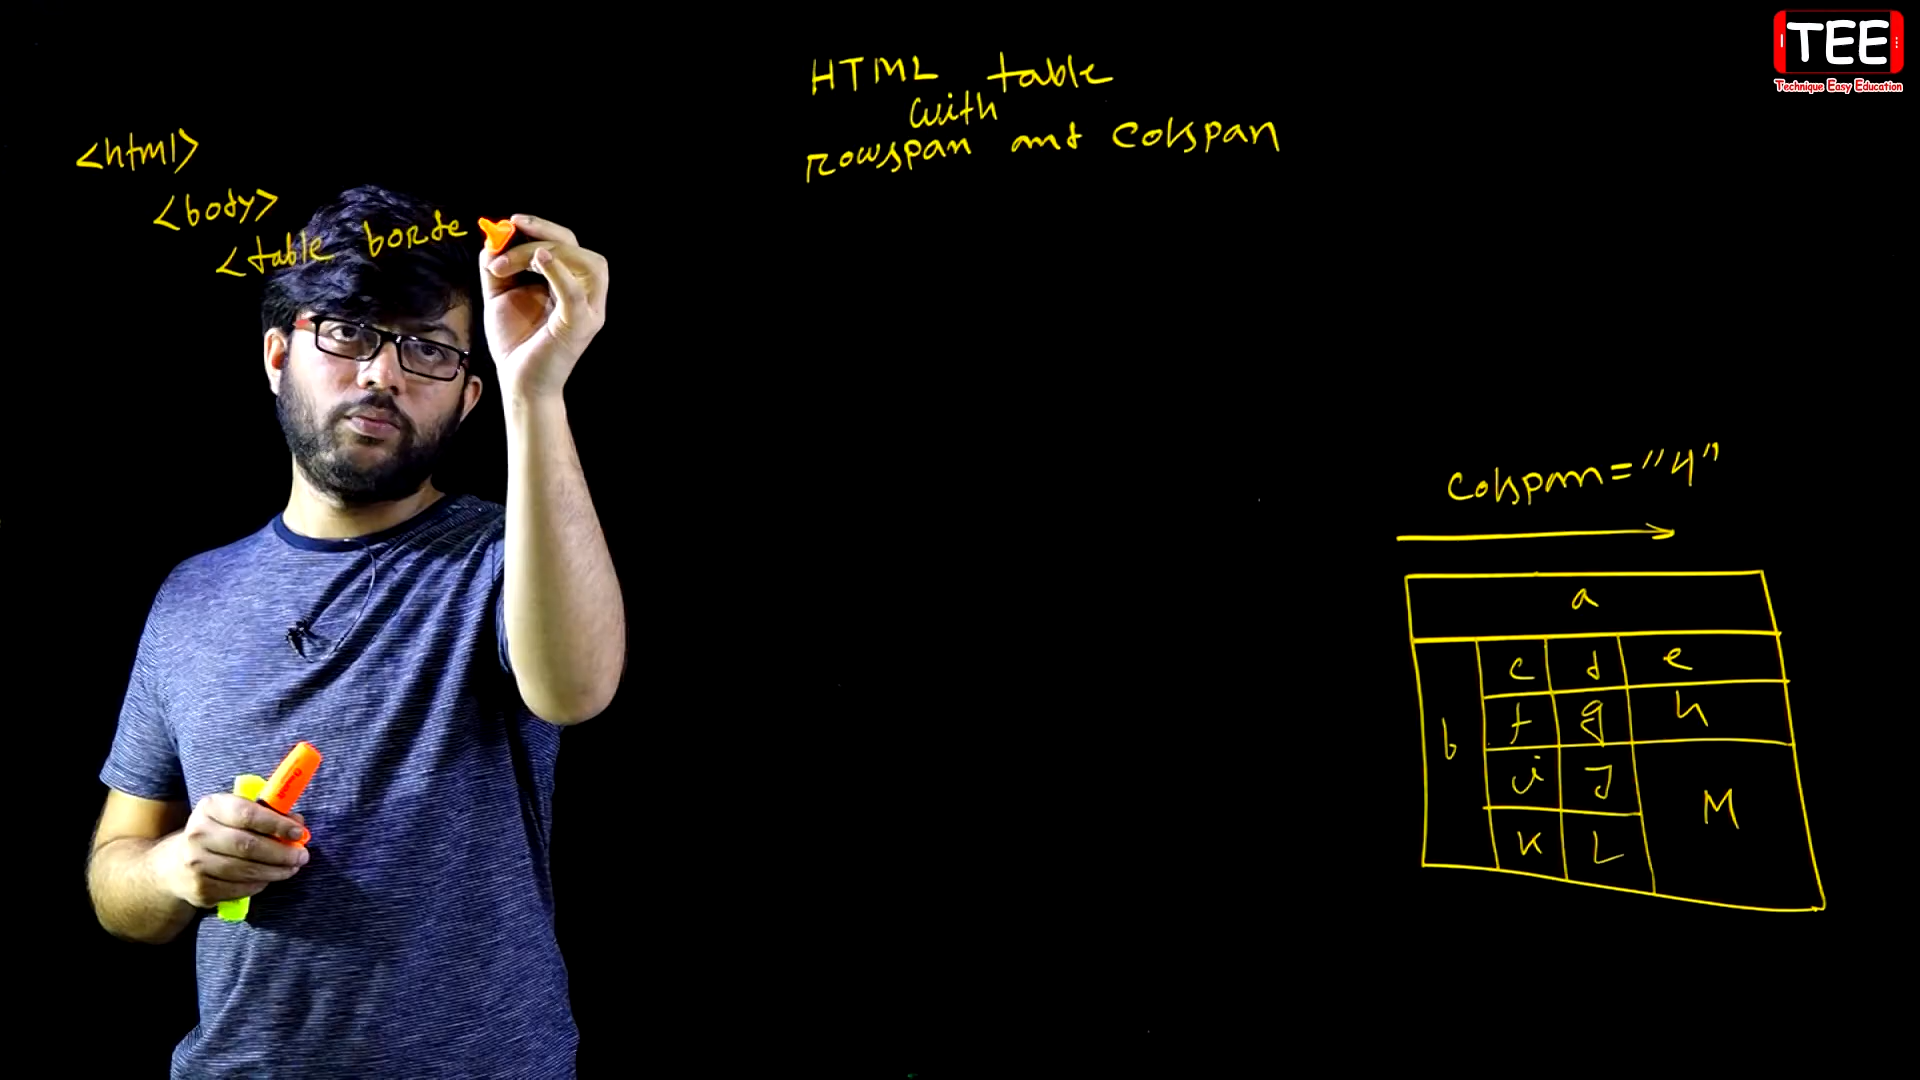 TEE
Technique Easy Education
HTML table
with
rowspan and Colspan
<html>
<body>
<table borde
Colspan="4"
a
b
c d e
f g h
i J
M
K L